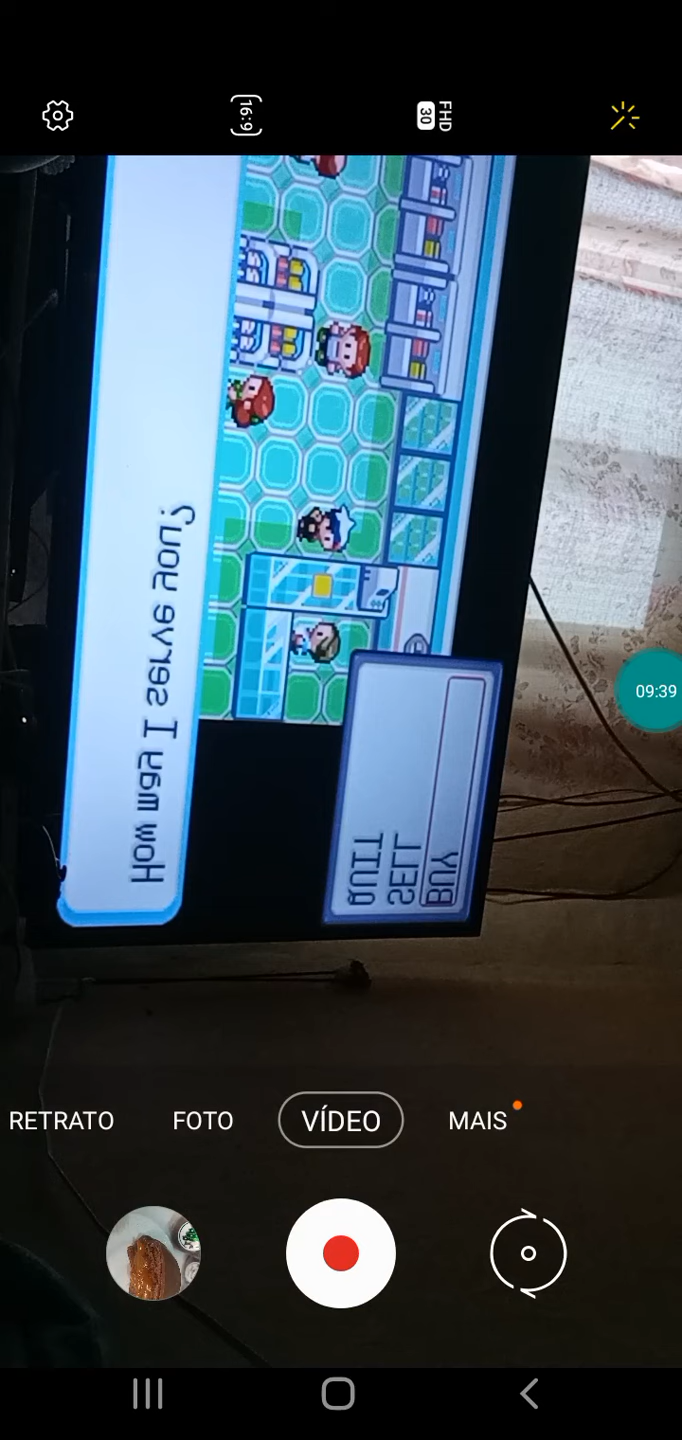 16:9
FHD
30
How may I serve you?
BUY
SELL
QUIT
09:39
RETRATO
FOTO
VÍDEO
MAIS